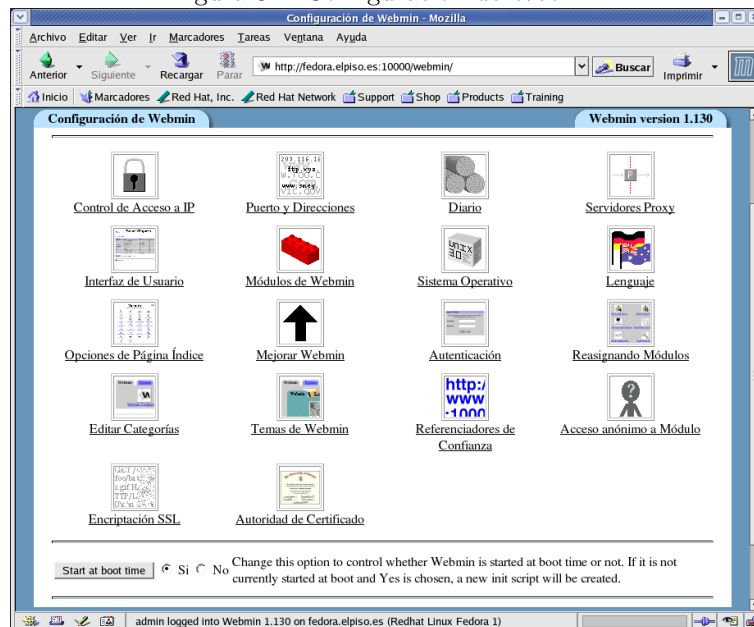 Configuración de Webmin - Mozilla
Archivo Editar Ver Ir Marcadores Tareas Ventana Ayuda
Anterior Siguiente Recargar Parar http://fedora.elpiso.es:10000/webmin/ Buscar Imprimir
Inicio Marcadores Red Hat, Inc. Red Hat Network Support Shop Products Training
Configuración de Webmin Webmin version 1.130
Control de Acceso a IP Puerto y Direcciones Diario Servidores Proxy
Interfaz de Usuario Módulos de Webmin Sistema Operativo Lenguaje
Opciones de Página Índice Mejorar Webmin Autenticación Reasignando Módulos
http:/
www
:1000
Editar Categorías Temas de Webmin Referenciadores de Confianza Acceso anónimo a Módulo
Encriptación SSL Autoridad de Certificado
Start at boot time Si No Change this option to control whether Webmin is started at boot time or not. If it is not
currently started at boot and Yes is chosen, a new init script will be created.
admin logged into Webmin 1.130 on fedora.elpiso.es (Redhat Linux Fedora 1)